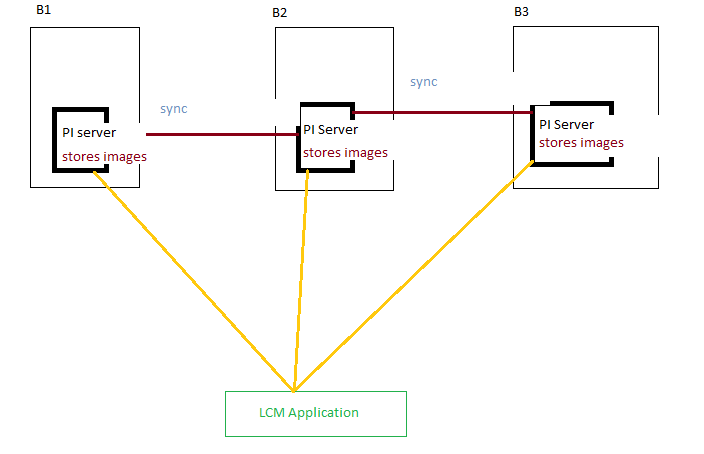 B1
B2
B3
sync
sync
PI server
stores images
PI Server
stores images
PI Server
stores images
LCM Application